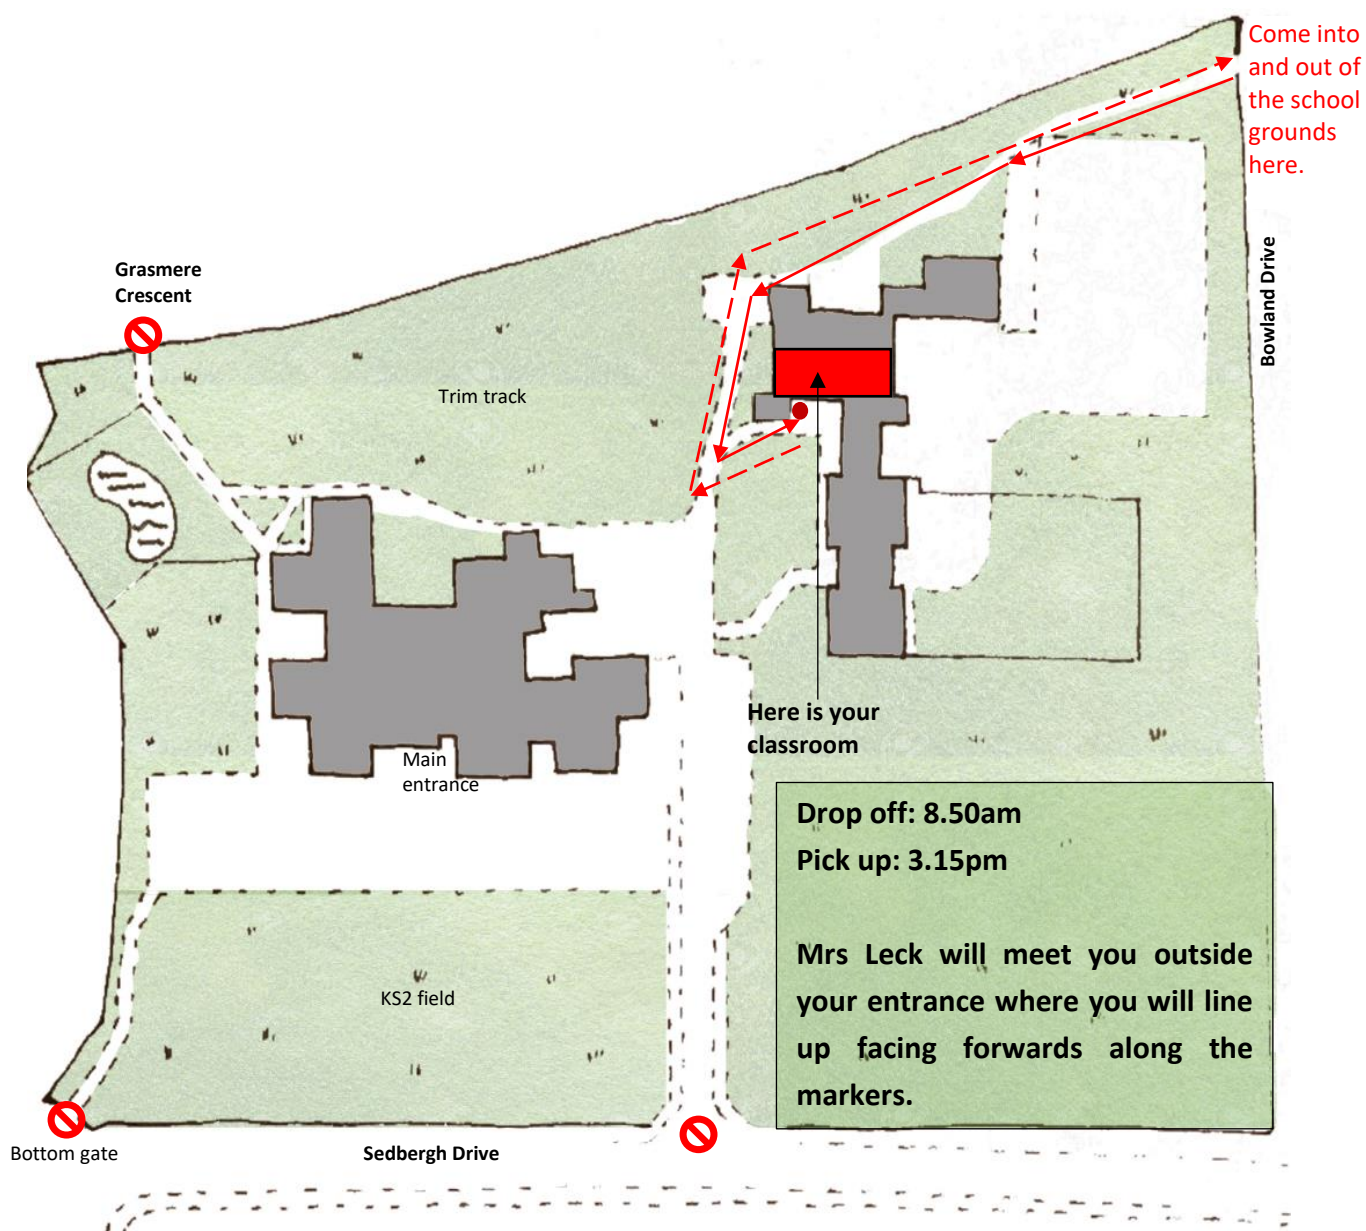 Come into
and out of
the school
grounds
here.
Grasmere
Crescent
Bowland Drive
Trim track
Here is your
classroom
Main
entrance
Drop off: 8.50am
Pick up: 3.15pm
Mrs Leck will meet you outside
your entrance where you will line
up facing forwards along the
markers.
KS2 field
Bottom gate
Sedbergh Drive